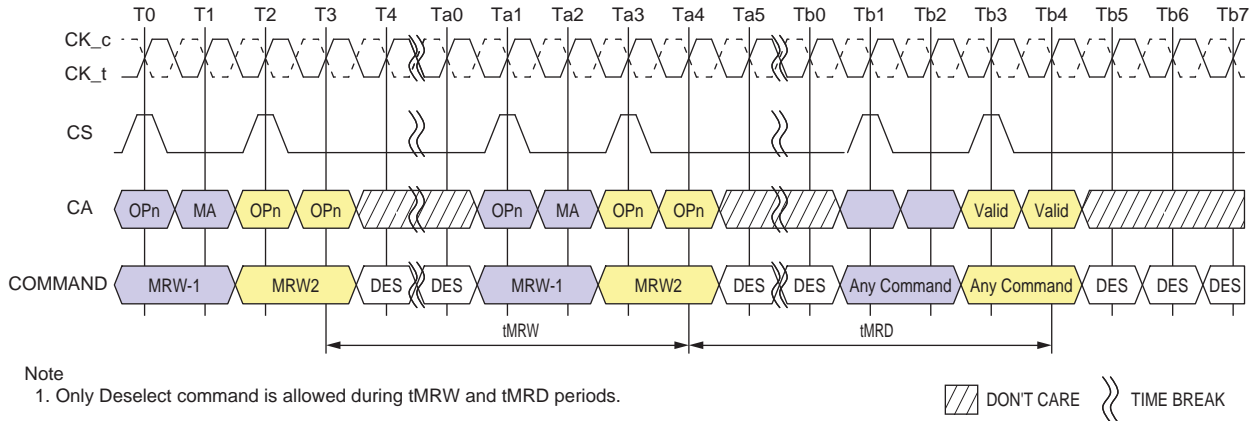 T0 T1 T2 T3 T4 Ta0 Ta1 Ta2 Ta3 Ta4 Ta5 Tb0 Tb1 Tb2 Tb3 Tb4 Tb5 Tb6 Tb7
CK_c
CK_t
CS
CA OPn MA OPn OPn OPn MA OPn OPn Valid Valid
COMMAND MRW-1 MRW2 DES DES MRW-1 MRW2 DES DES Any Command Any Command DES DES DES
tMRW tMRD
Note
1. Only Deselect command is allowed during tMRW and tMRD periods.
DON'T CARE TIME BREAK